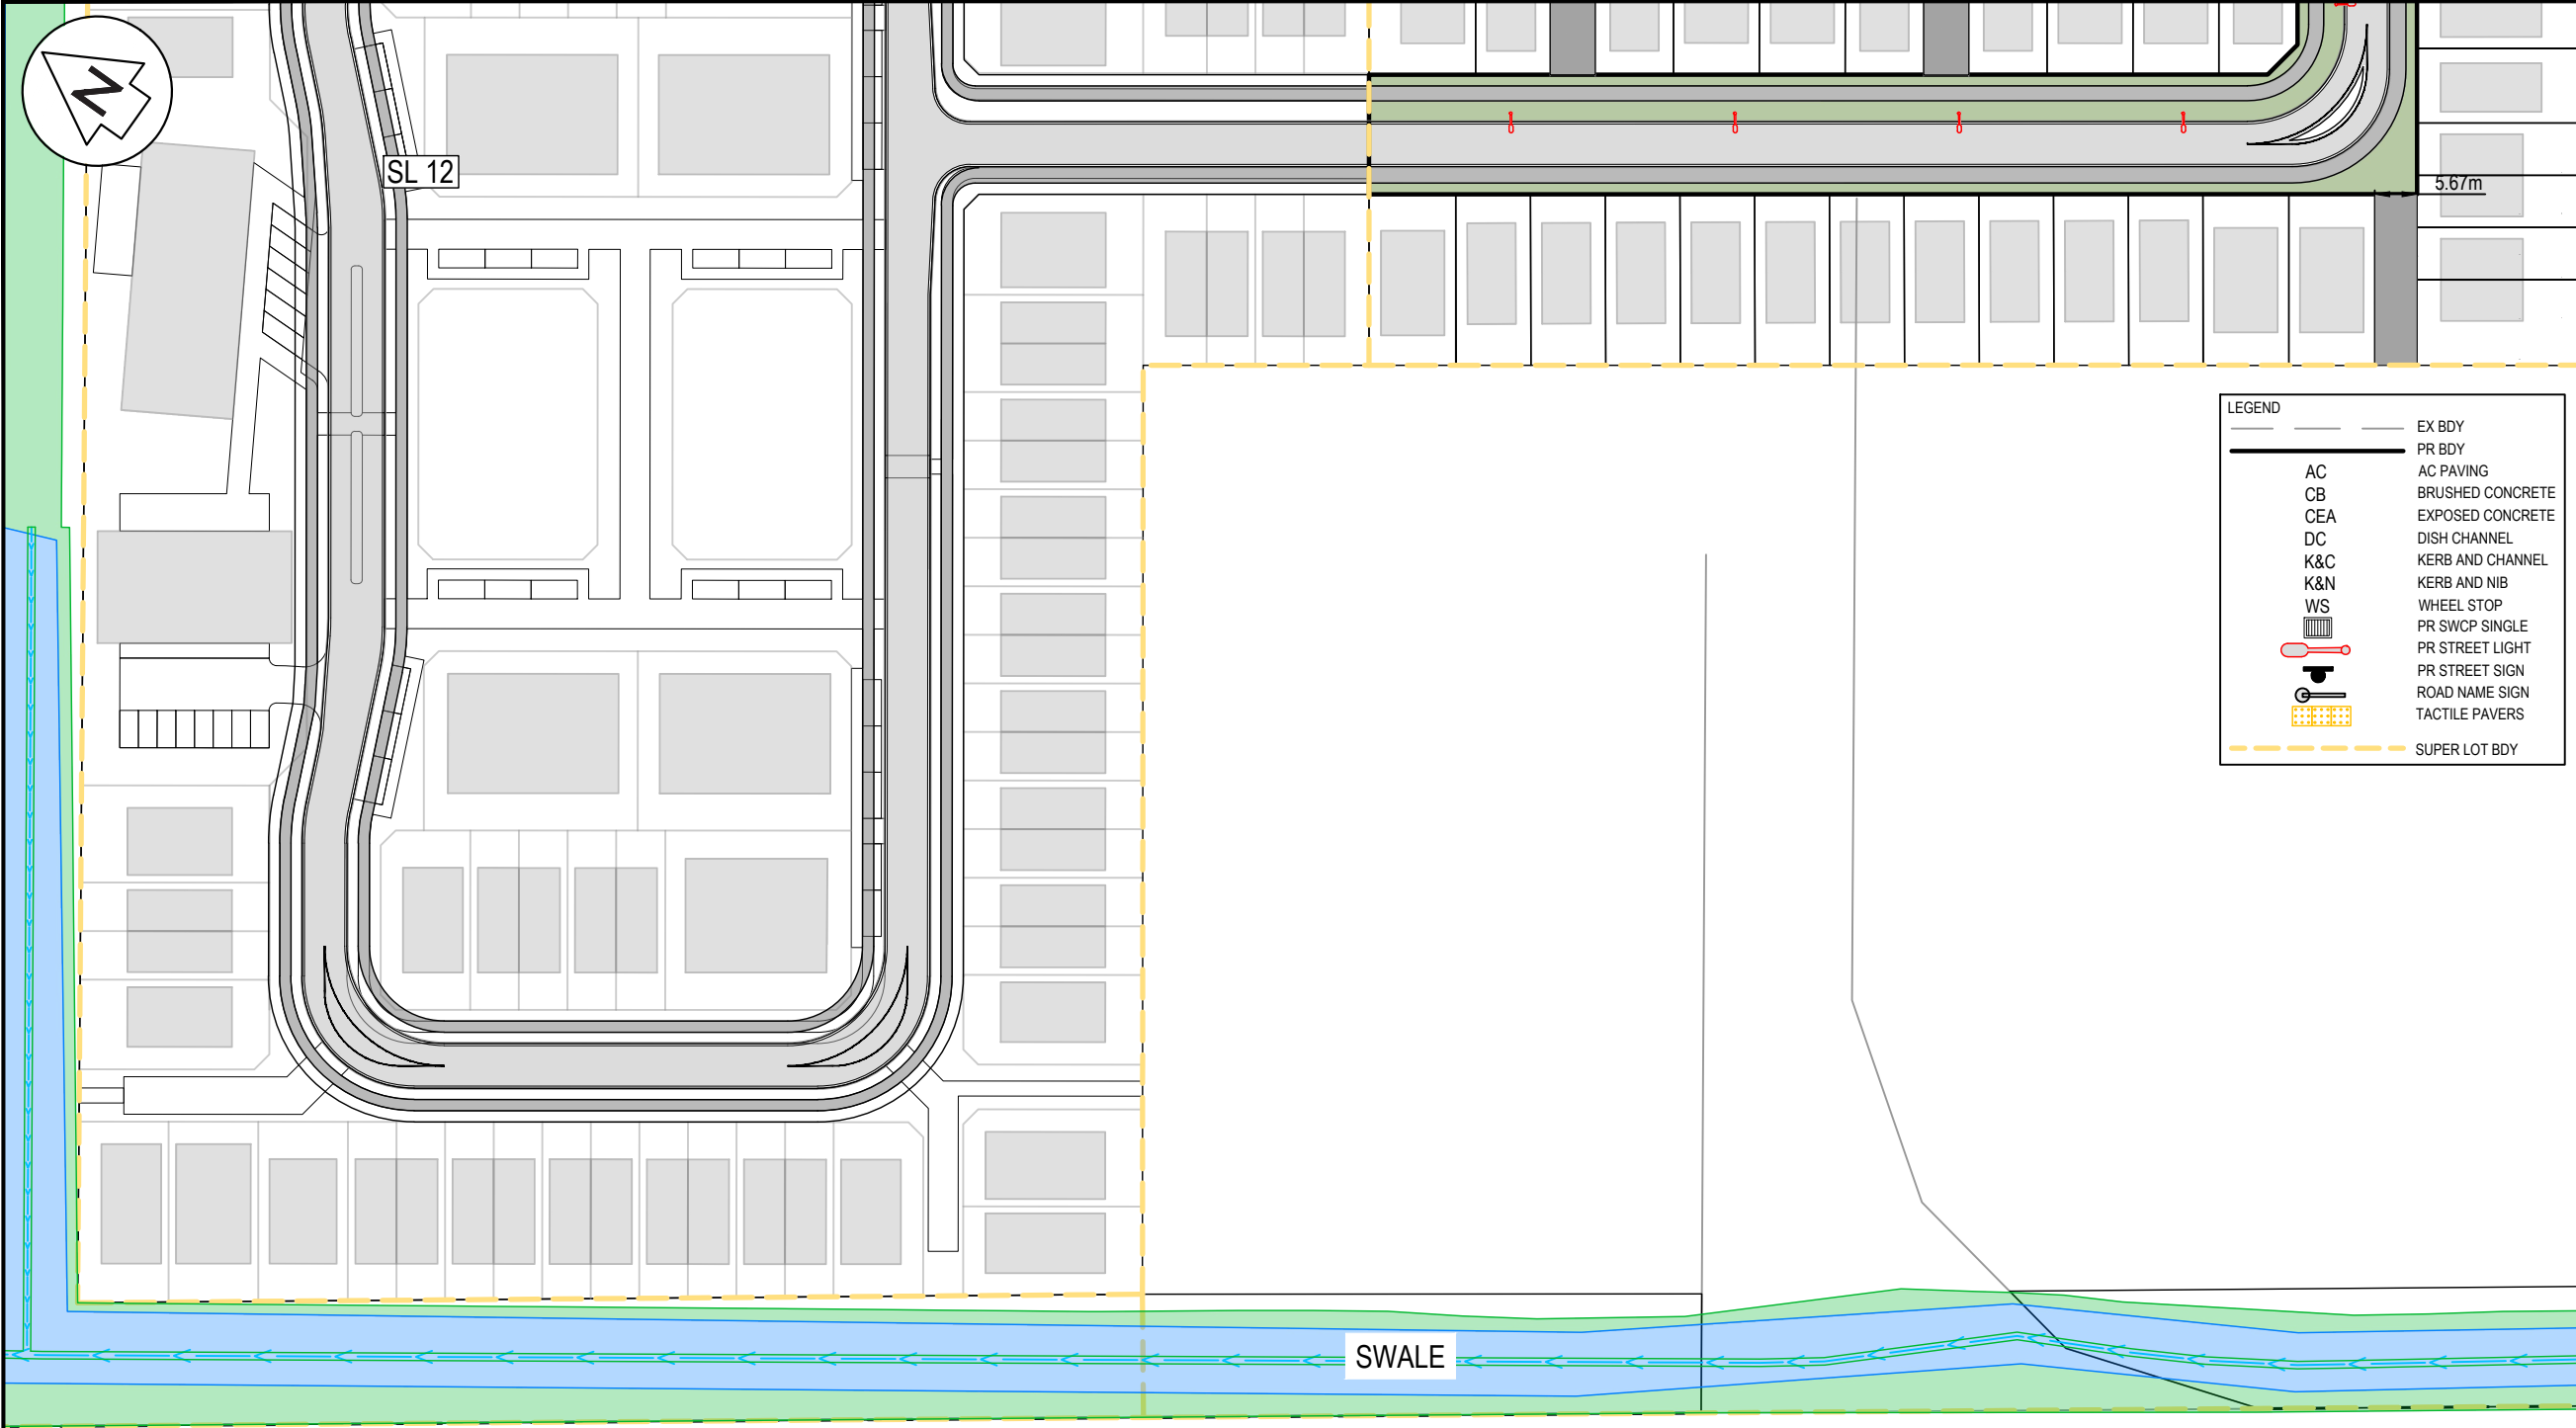 N
SL 12
5.67m
LEGEND
EX BDY
PR BDY
AC AC PAVING
CB BRUSHED CONCRETE
CEA EXPOSED CONCRETE
DC DISH CHANNEL
K&C KERB AND CHANNEL
K&N KERB AND NIB
WS WHEEL STOP
PR SWCP SINGLE
PR STREET LIGHT
PR STREET SIGN
ROAD NAME SIGN
TACTILE PAVERS
SUPER LOT BDY
SWALE